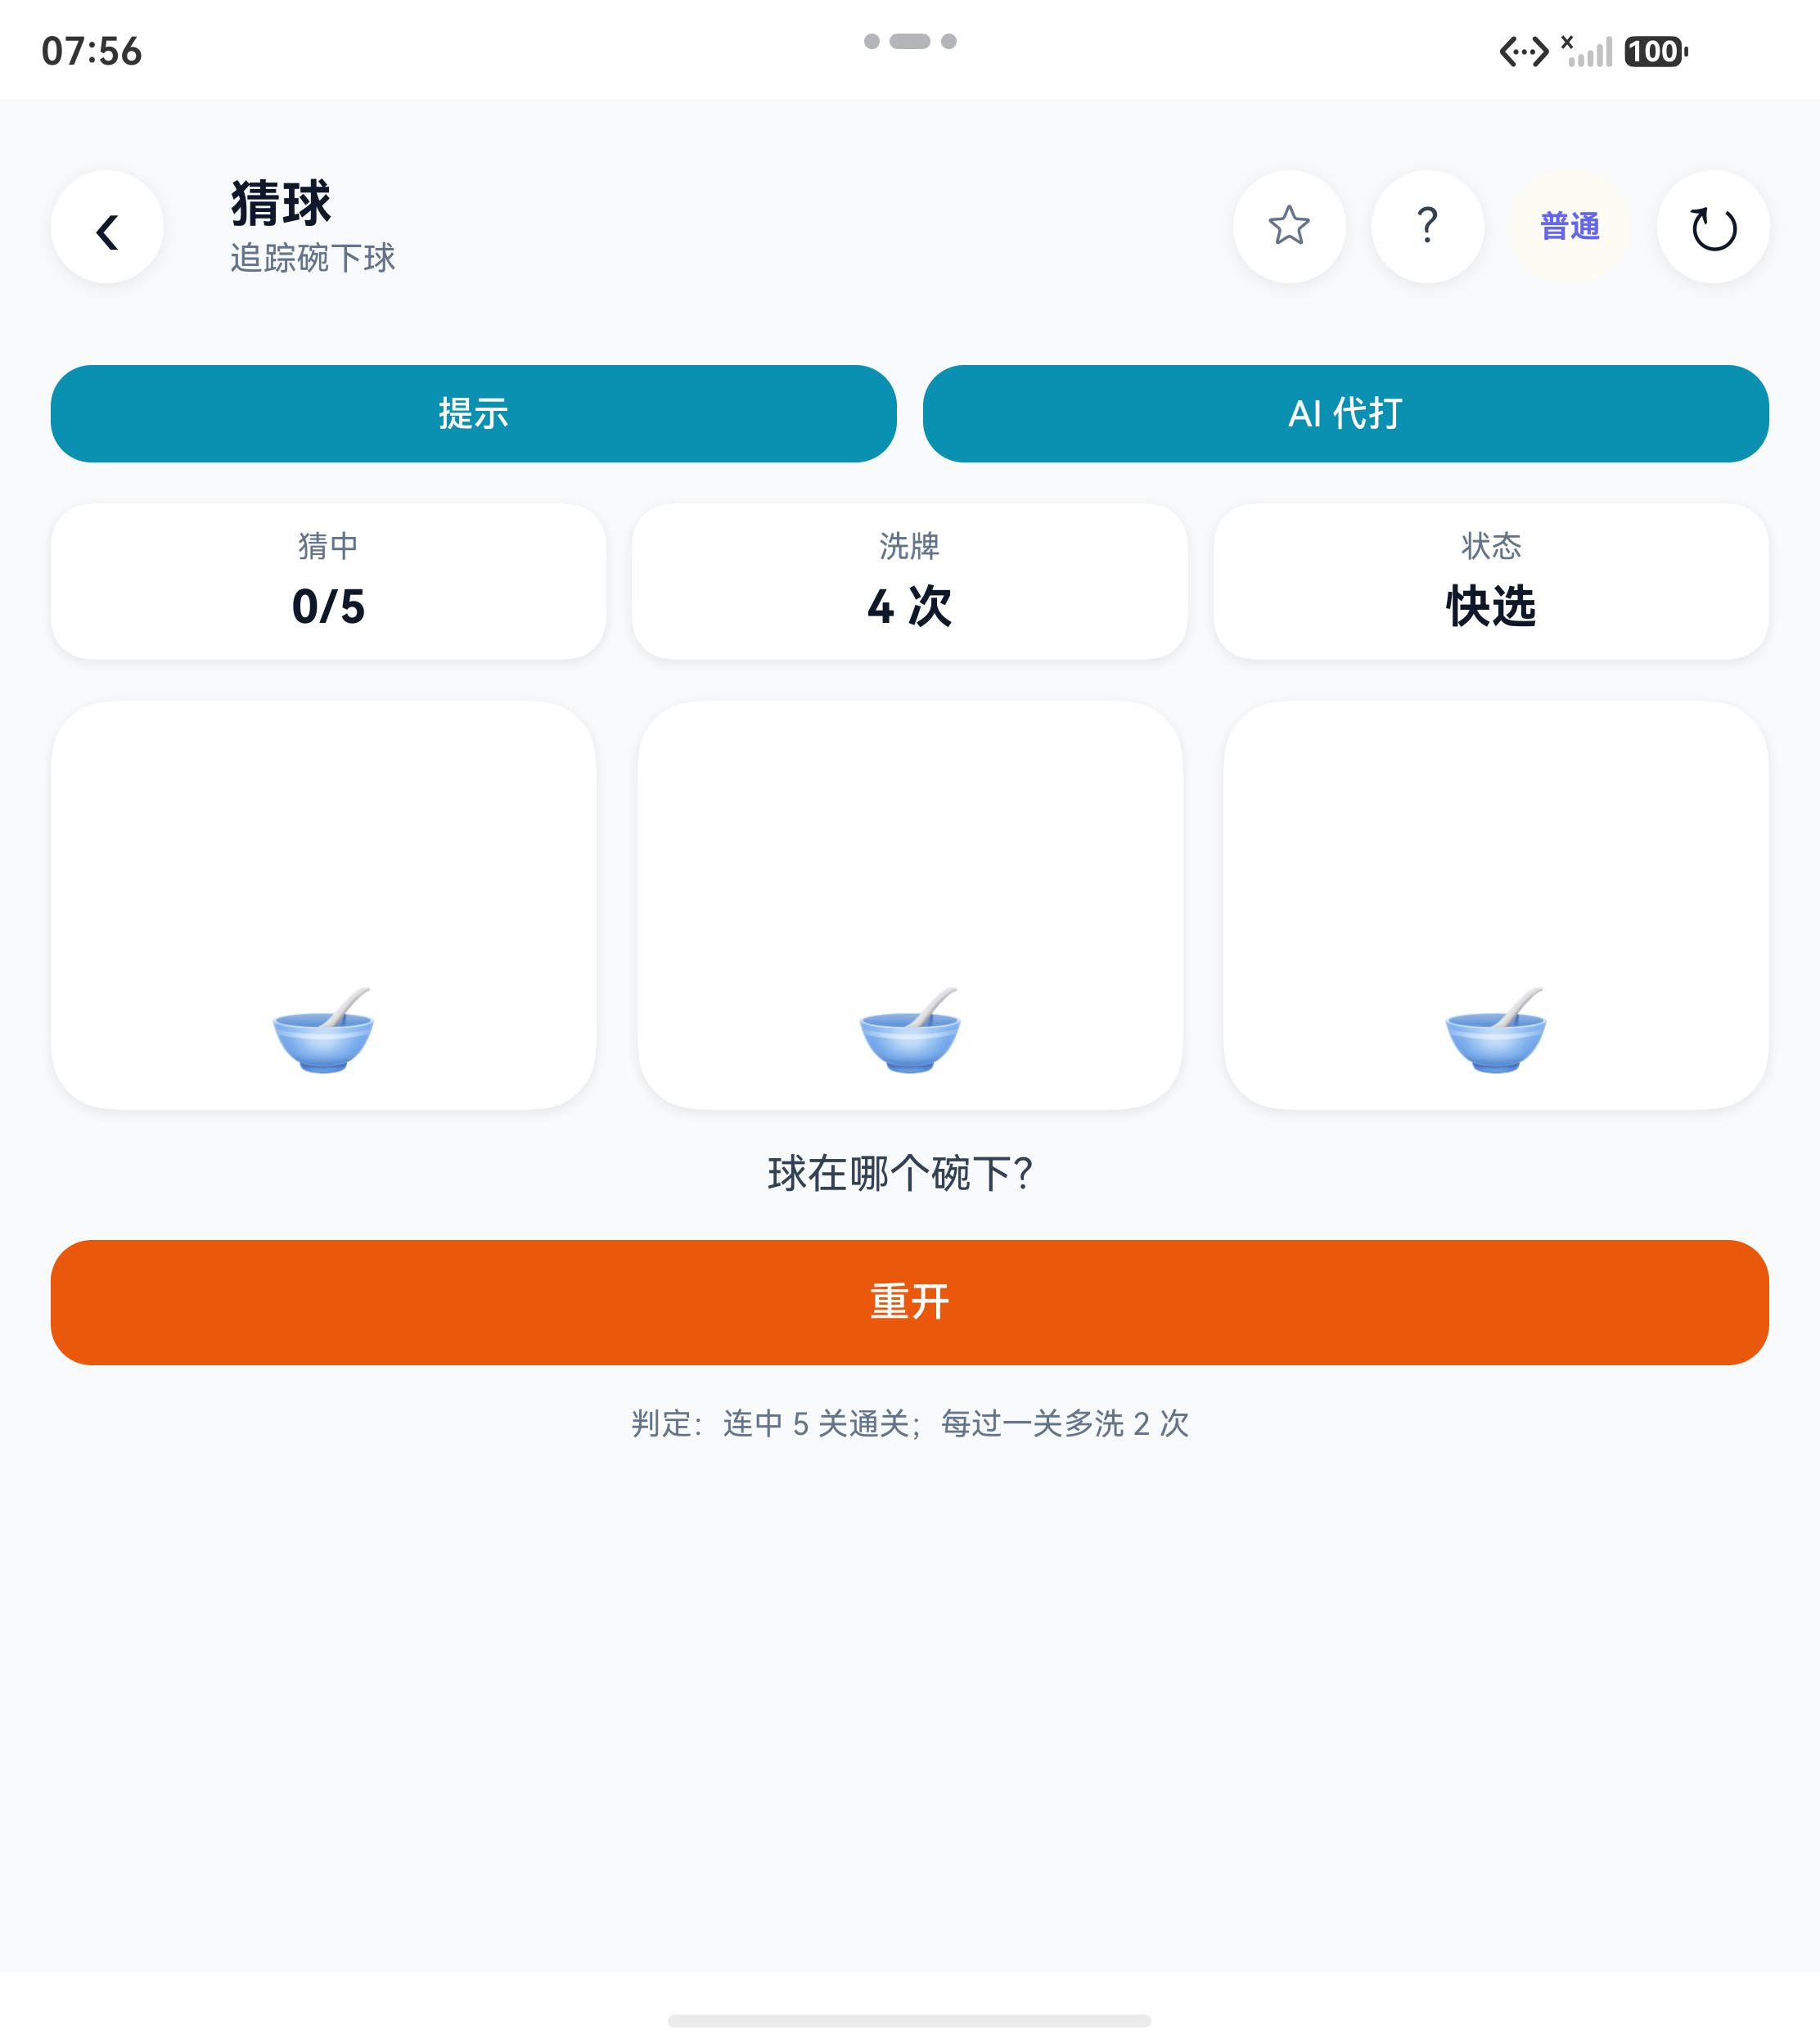 07:56
100
猜球
追踪碗下球
?
普通
提示
AI 代打
猜中
0/5
洗牌
4 次
状态
快选
球在哪个碗下?
重开
判定：连中 5 关通关；每过一关多洗 2 次